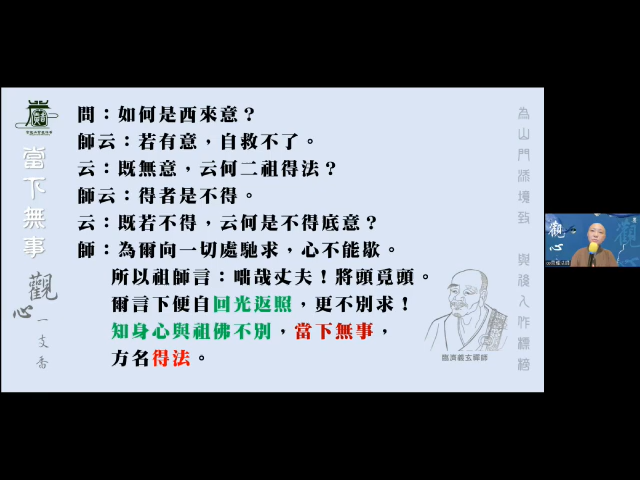 問：如何是西來意？
師云：若有意，自救不了。
云：既無意，云何二祖得法？
師云：得者是不得。
云：既若不得，云何是不得底意？
師：為爾向一切處馳求，心不能歇。
所以祖師言：咄哉丈夫！將頭覓頭。
爾言下便自回光返照，更不別求！
知身心與祖佛不別，當下無事，
方名得法。
當下無事
觀心一支香
為山門添境致　與後人作標榜
臨濟義玄禪師
觀心